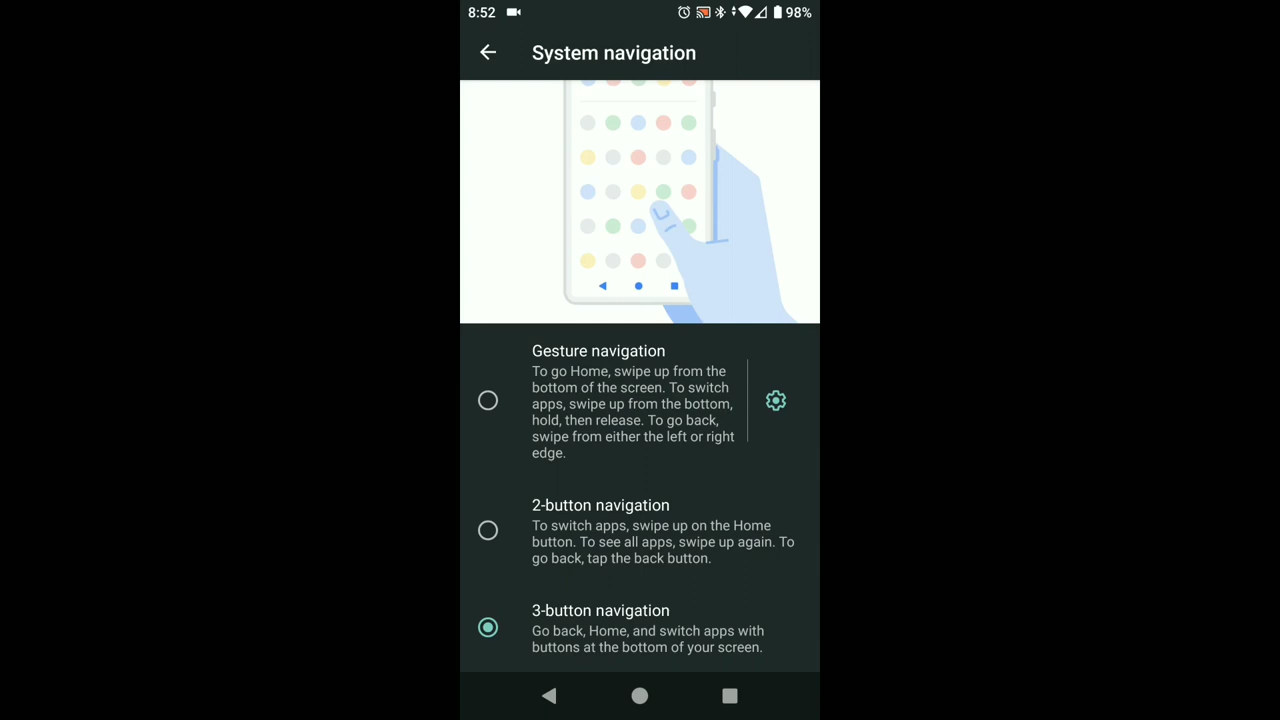 8:52 98%
System navigation
Gesture navigation
To go Home, swipe up from the
bottom of the screen. To switch
apps, swipe up from the bottom,
hold, then release. To go back,
swipe from either the left or right
edge.
2-button navigation
To switch apps, swipe up on the Home
button. To see all apps, swipe up again. To
go back, tap the back button.
3-button navigation
Go back, Home, and switch apps with
buttons at the bottom of your screen.